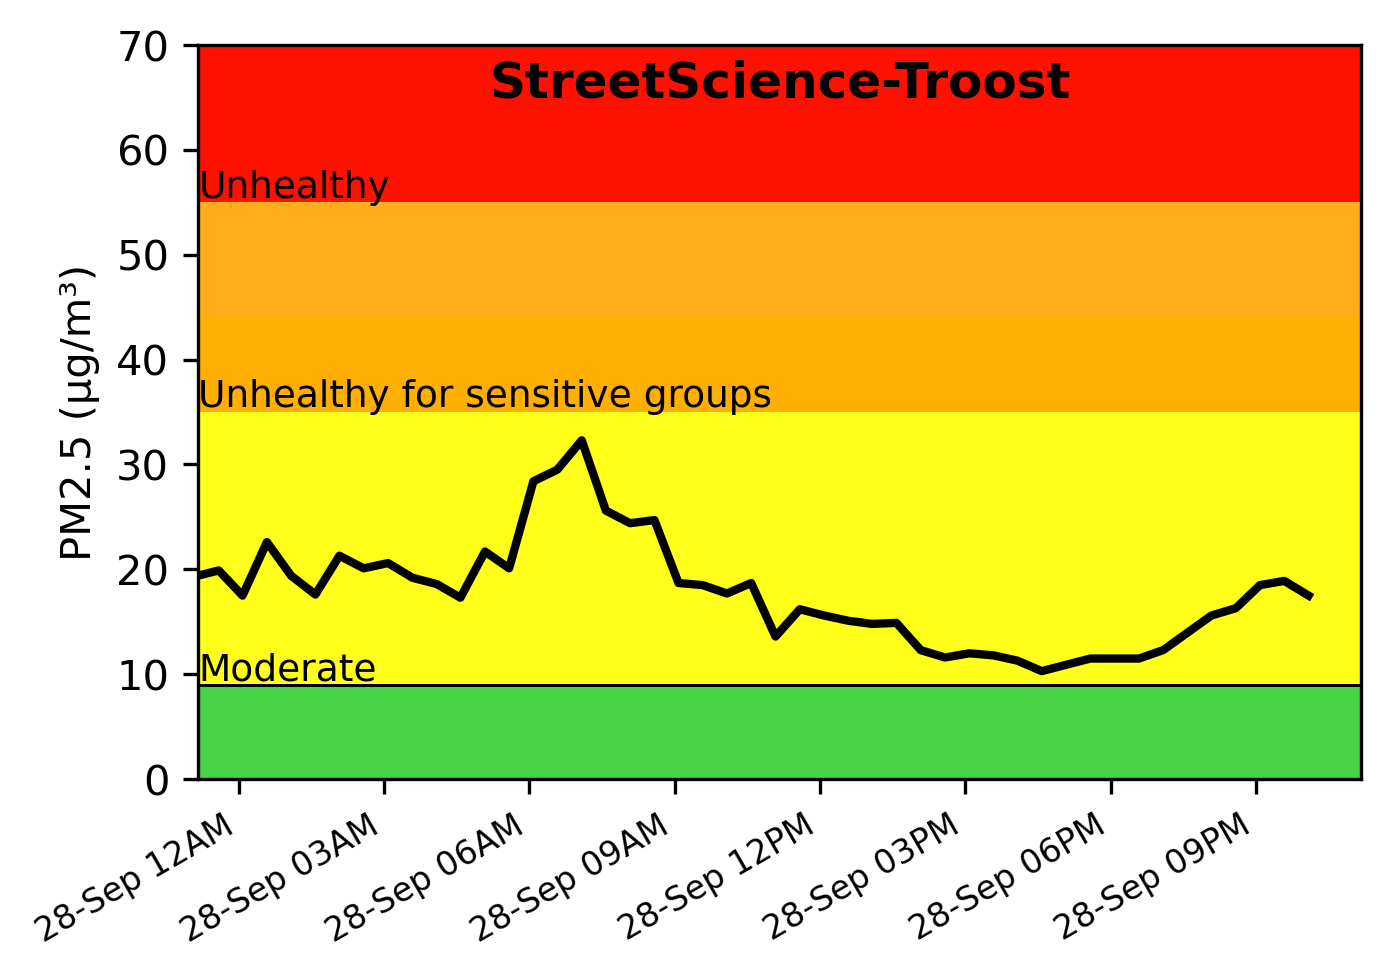 StreetScience-Troost
PM2.5 (µg/m³)
70
60
50
40
30
20
10
0
Unhealthy
Unhealthy for sensitive groups
Moderate
28-Sep 12AM
28-Sep 03AM
28-Sep 06AM
28-Sep 09AM
28-Sep 12PM
28-Sep 03PM
28-Sep 06PM
28-Sep 09PM